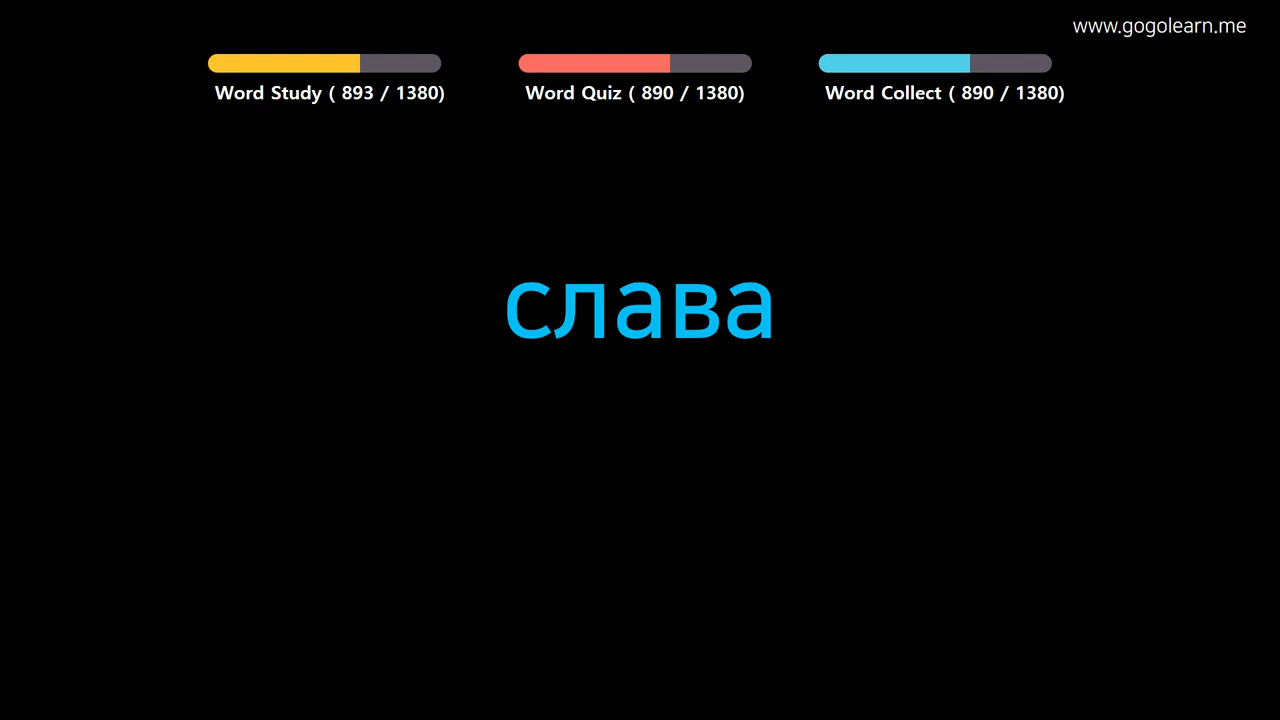 www.gogolearn.me
Word Study ( 893 / 1380)
Word Quiz ( 890 / 1380)
Word Collect ( 890 / 1380)
слава